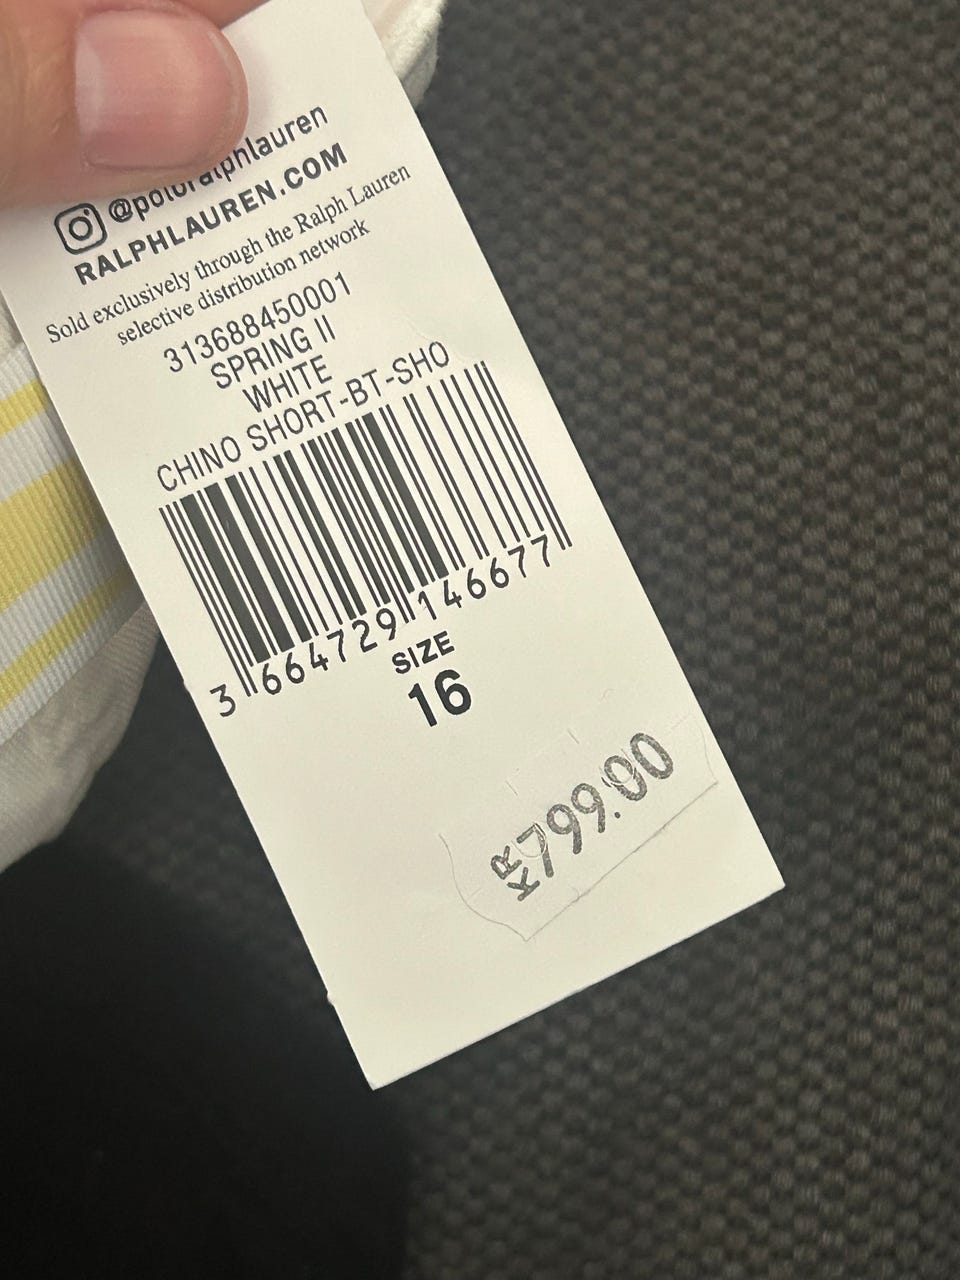 @poloralphlauren
RALPHLAUREN.COM
Sold exclusively through the Ralph Lauren
selective distribution network
313688450001
SPRING II
WHITE
CHINO SHORT-BT-SHO
3 664729 146677
SIZE
16
KR 799.00